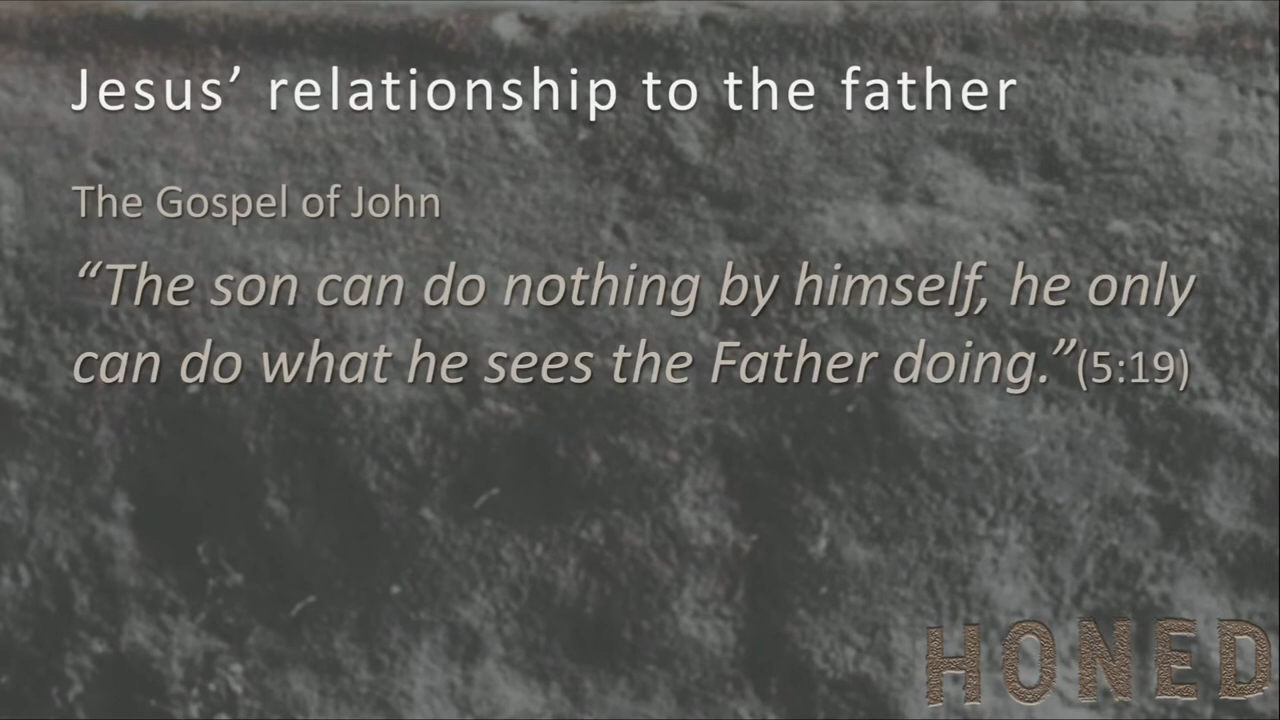 Jesus’ relationship to the father
The Gospel of John
“The son can do nothing by himself, he only
can do what he sees the Father doing.”(5:19)
HONED